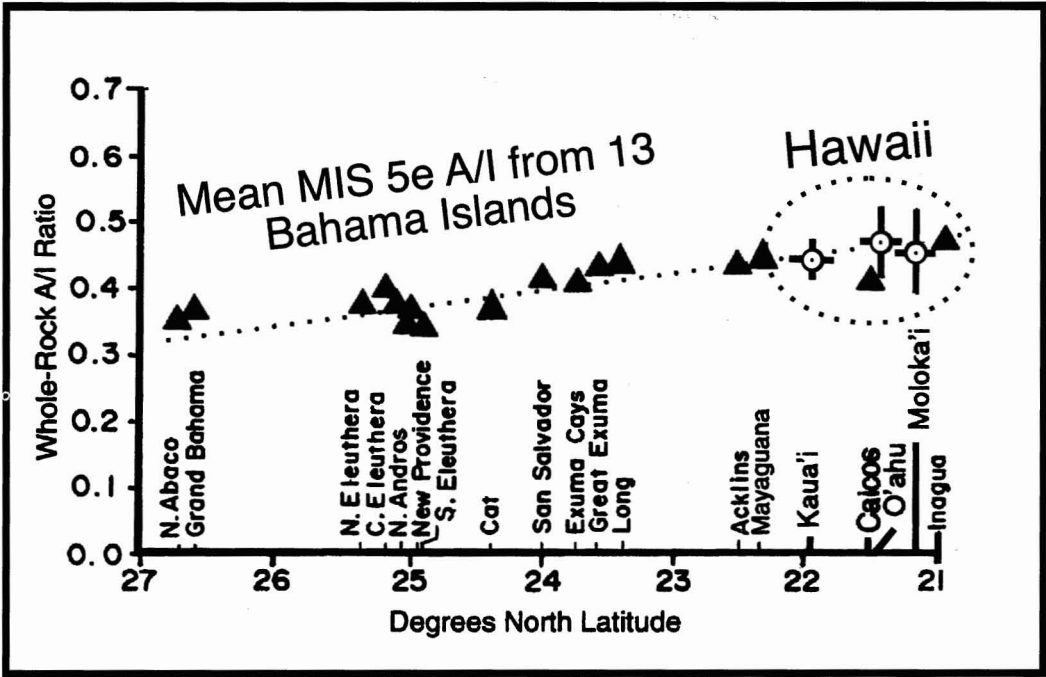 0.7
0.6
0.5
0.4
0.3
0.2
0.1
0.0
Whole-Rock A/I Ratio
Mean MIS 5e A/I from 13
Bahama Islands
Hawaii
N. Abaco
Grand Bahama
N. Eleuthera
C. Eleuthera
N. Andros
New Providence
S. Eleuthera
Cat
San Salvador
Exuma Cays
Great Exuma
Long
Acklins
Mayaguana
Kaua'i
Caicos
O'ahu
Moloka'i
Inagua
27
26
25
24
23
22
21
Degrees North Latitude